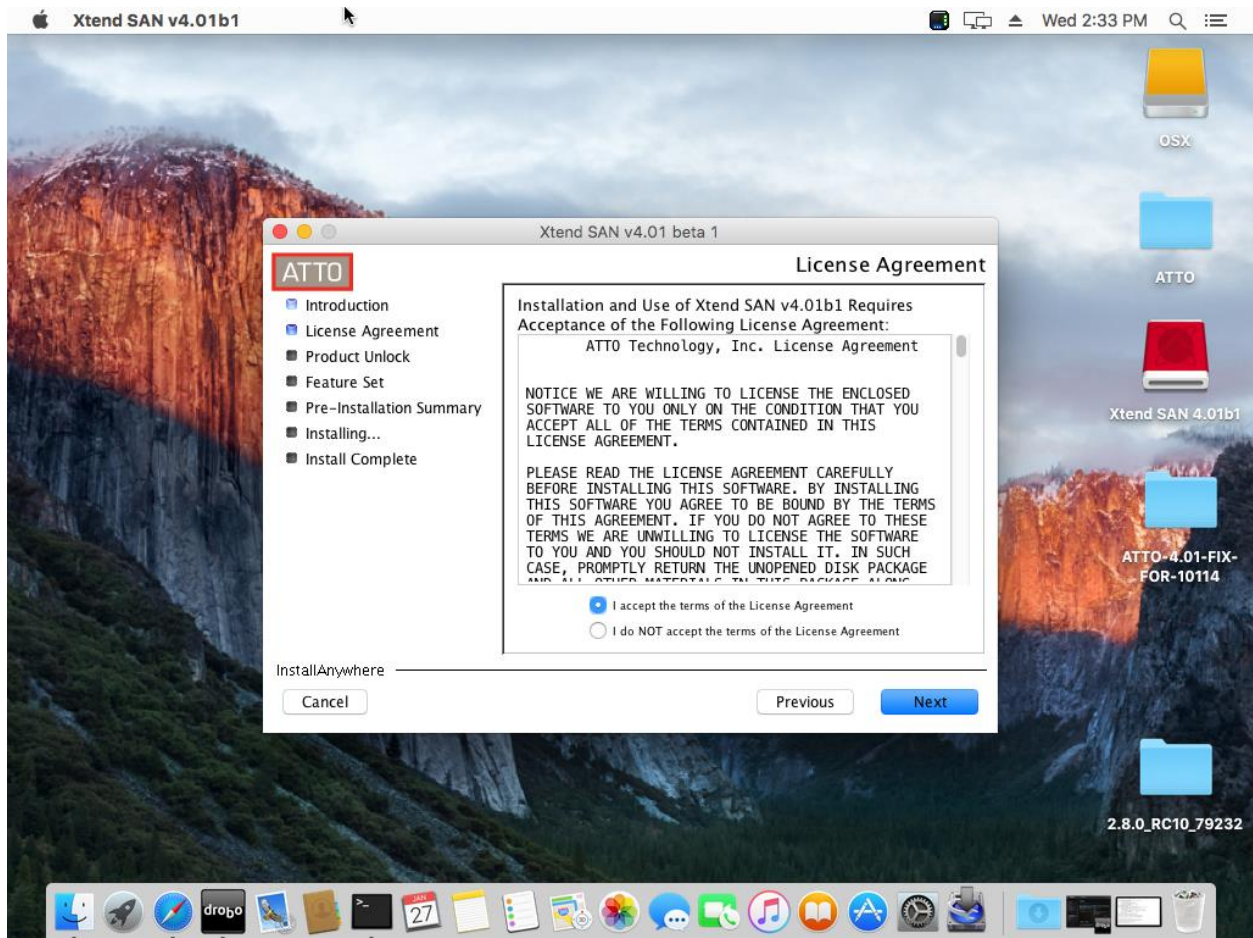 Xtend SAN v4.01b1
Wed 2:33 PM
OSX
ATTO
Xtend SAN 4.01b1
ATTO-4.01-FIX-
FOR-10114
2.8.0_RC10_79232
Xtend SAN v4.01 beta 1
ATTO
License Agreement
Introduction
License Agreement
Product Unlock
Feature Set
Pre-Installation Summary
Installing...
Install Complete
Installation and Use of Xtend SAN v4.01b1 Requires
Acceptance of the Following License Agreement:
ATTO Technology, Inc. License Agreement
NOTICE WE ARE WILLING TO LICENSE THE ENCLOSED
SOFTWARE TO YOU ONLY ON THE CONDITION THAT YOU
ACCEPT ALL OF THE TERMS CONTAINED IN THIS
LICENSE AGREEMENT.
PLEASE READ THE LICENSE AGREEMENT CAREFULLY
BEFORE INSTALLING THIS SOFTWARE. BY INSTALLING
THIS SOFTWARE YOU AGREE TO BE BOUND BY THE TERMS
OF THIS AGREEMENT. IF YOU DO NOT AGREE TO THESE
TERMS WE ARE UNWILLING TO LICENSE THE SOFTWARE
TO YOU AND YOU SHOULD NOT INSTALL IT. IN SUCH
CASE, PROMPTLY RETURN THE UNOPENED DISK PACKAGE
AND ALL OTHER MATERIALS IN THIS PACKAGE ALONG
I accept the terms of the License Agreement
I do NOT accept the terms of the License Agreement
InstallAnywhere
Cancel
Previous
Next
drobo
JAN
27